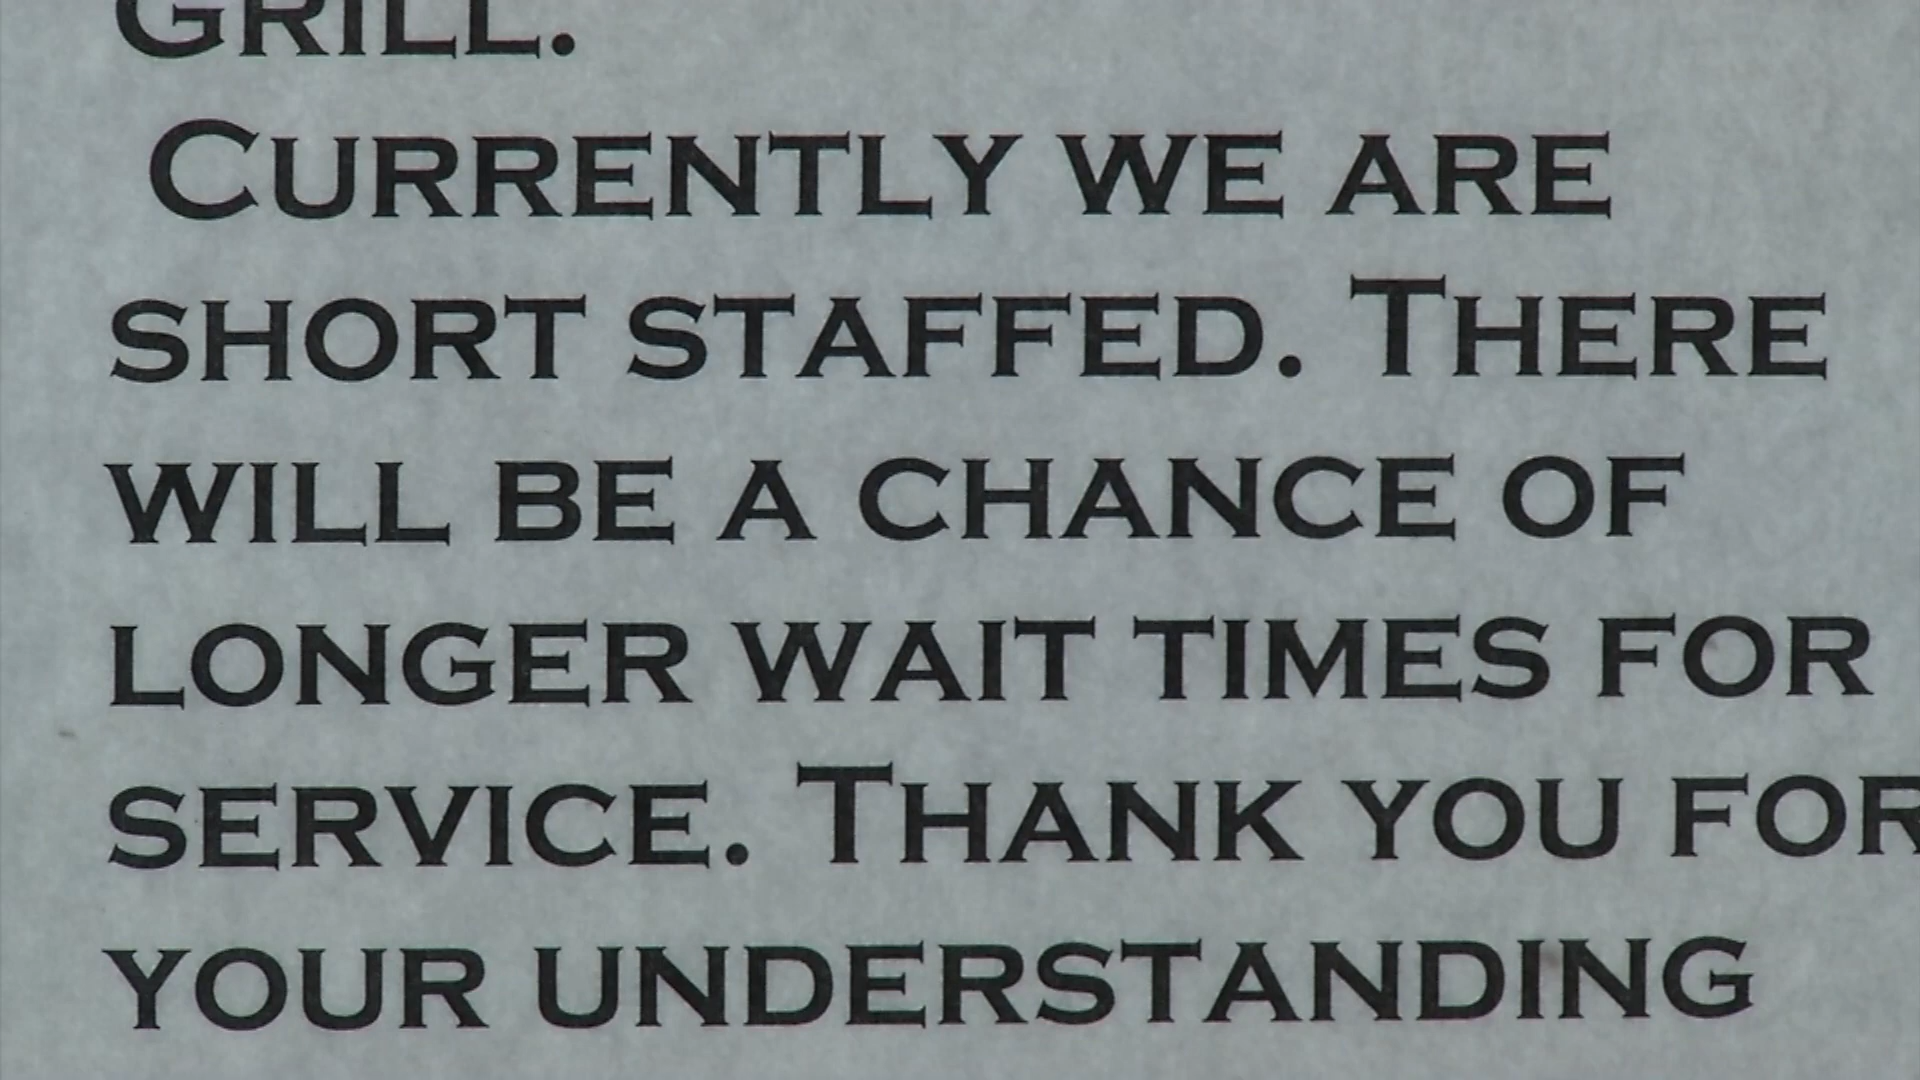 GRILL.
CURRENTLY WE ARE
SHORT STAFFED. THERE
WILL BE A CHANCE OF
LONGER WAIT TIMES FOR
SERVICE. THANK YOU FOR
YOUR UNDERSTANDING